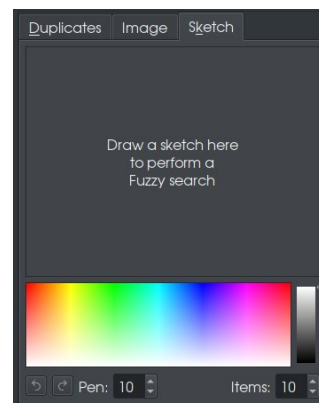 Duplicates Image Sketch
Draw a sketch here
to perform a
Fuzzy search
Pen: 10 Items: 10